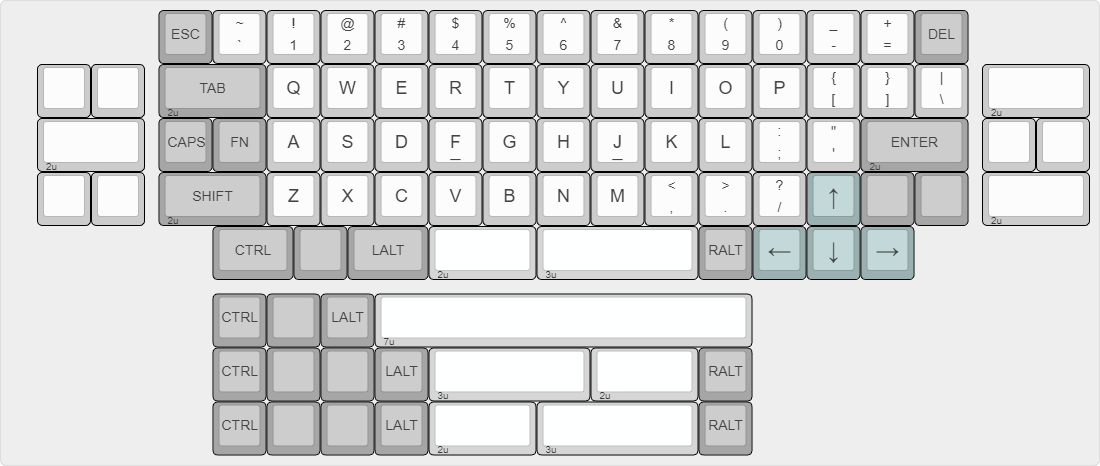 ESC ~ ! @ # $ % ^ & * ( ) _ + DEL
` 1 2 3 4 5 6 7 8 9 0 - =
TAB Q W E R T Y U I O P { } |
[ ] \
2u 2u
CAPS FN A S D F G H J K L : " ENTER
_ _ ; '
2u 2u
SHIFT Z X C V B N M < > ? ↑
, . /
2u 2u
CTRL LALT RALT ← ↓ →
2u 3u
CTRL LALT
7u
CTRL LALT RALT
3u 2u
CTRL LALT RALT
2u 3u